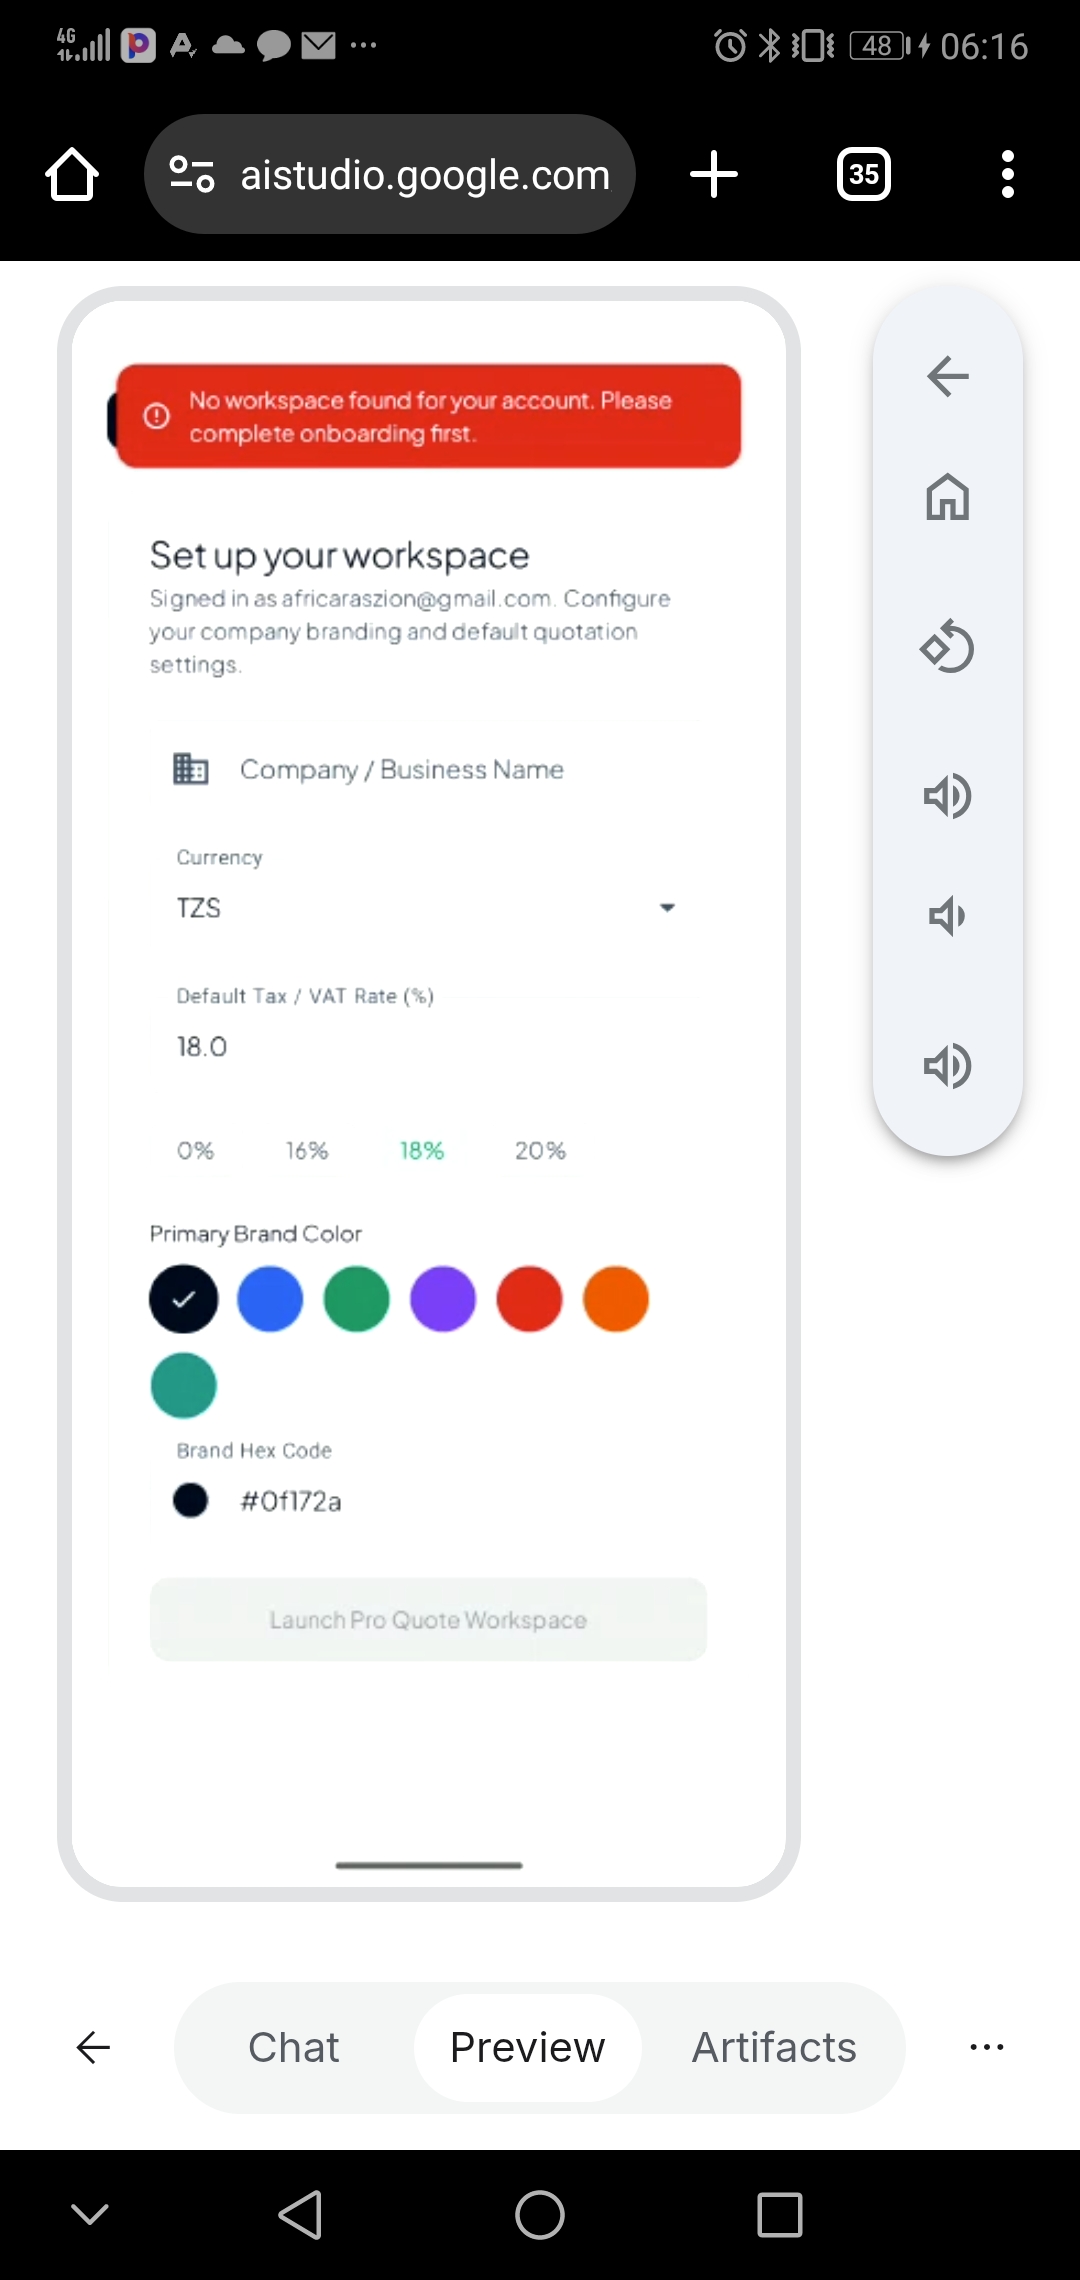 4G
48
06:16
aistudio.google.com
35
No workspace found for your account. Please
complete onboarding first.
Set up your workspace
Signed in as africaraszion@gmail.com. Configure
your company branding and default quotation
settings.
Company / Business Name
Currency
TZS
Default Tax / VAT Rate (%)
18.0
0% 16% 18% 20%
Primary Brand Color
Brand Hex Code
#0f172a
Launch Pro Quote Workspace
Chat Preview Artifacts